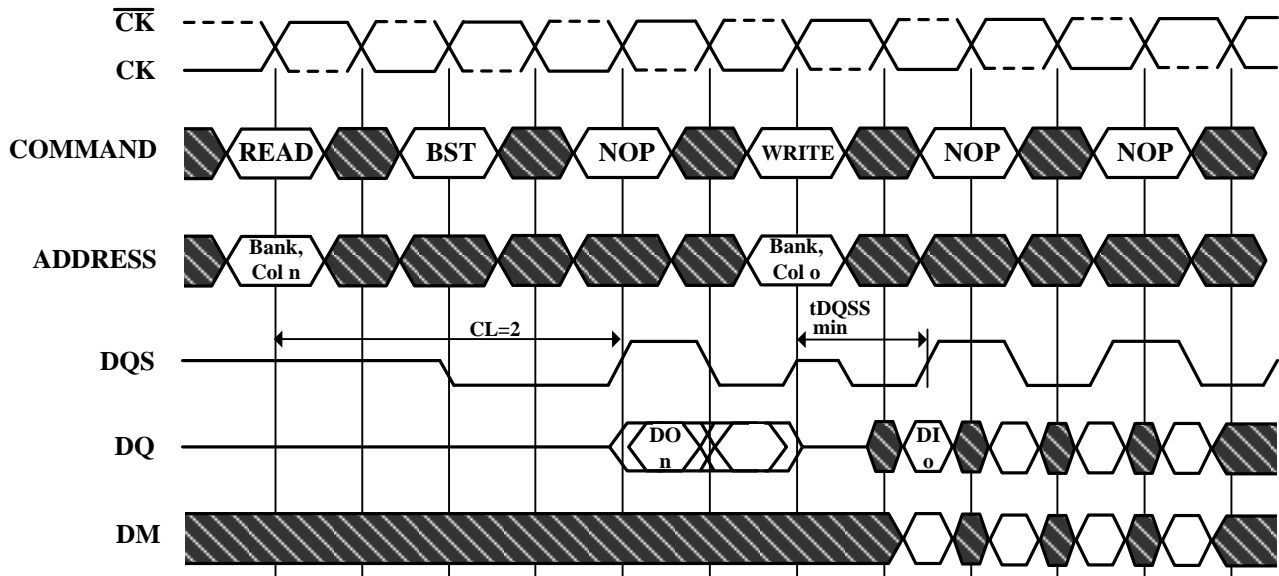 CK
CK
COMMAND
READ
BST
NOP
WRITE
NOP
NOP
ADDRESS
Bank,
Col n
Bank,
Col o
DQS
CL=2
tDQSS
min
DQ
DO
n
DI
o
DM